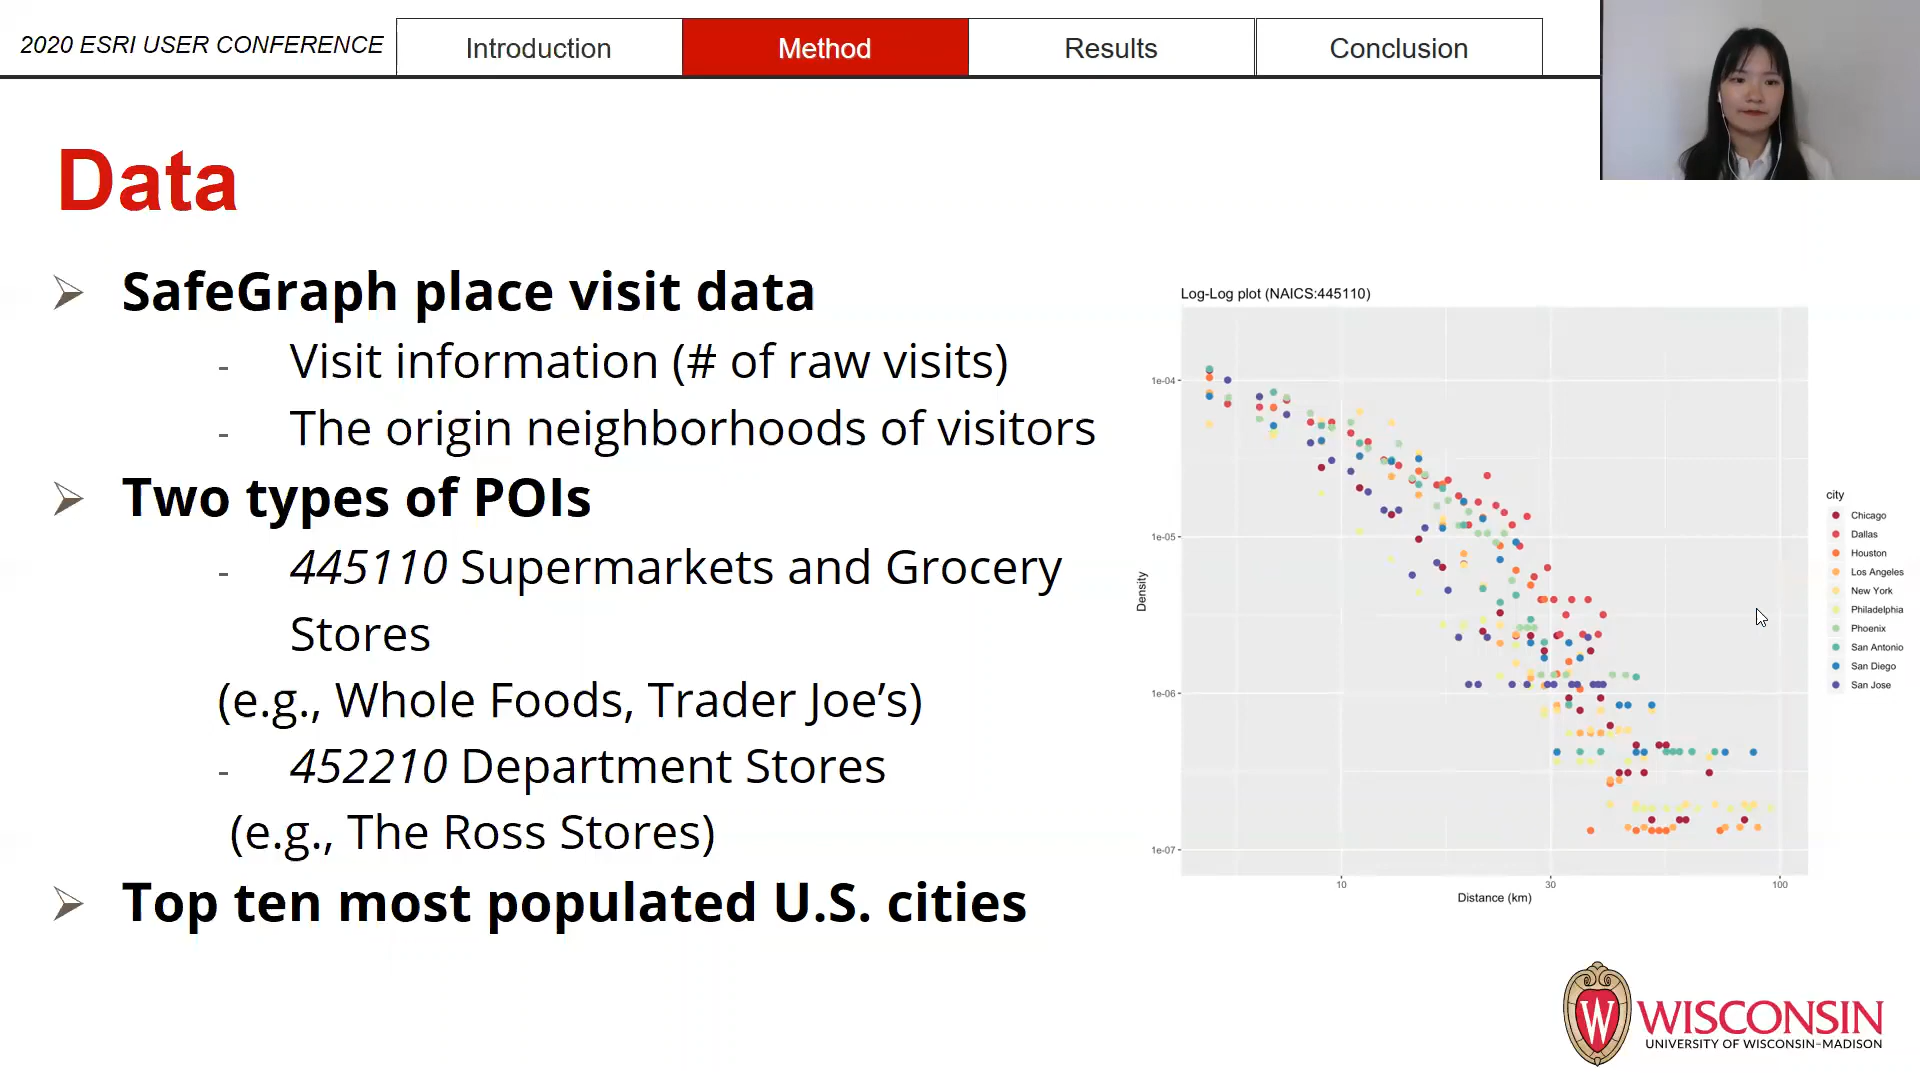 2020 ESRI USER CONFERENCE
Introduction
Method
Results
Conclusion
Data
SafeGraph place visit data
- Visit information (# of raw visits)
- The origin neighborhoods of visitors
Two types of POIs
- 445110 Supermarkets and Grocery
Stores
(e.g., Whole Foods, Trader Joe’s)
- 452210 Department Stores
(e.g., The Ross Stores)
Top ten most populated U.S. cities
Log-Log plot (NAICS:445110)
1e-04
1e-05
1e-06
1e-07
Density
10
30
100
Distance (km)
city
Chicago
Dallas
Houston
Los Angeles
New York
Philadelphia
Phoenix
San Antonio
San Diego
San Jose
W
WISCONSIN
UNIVERSITY OF WISCONSIN–MADISON